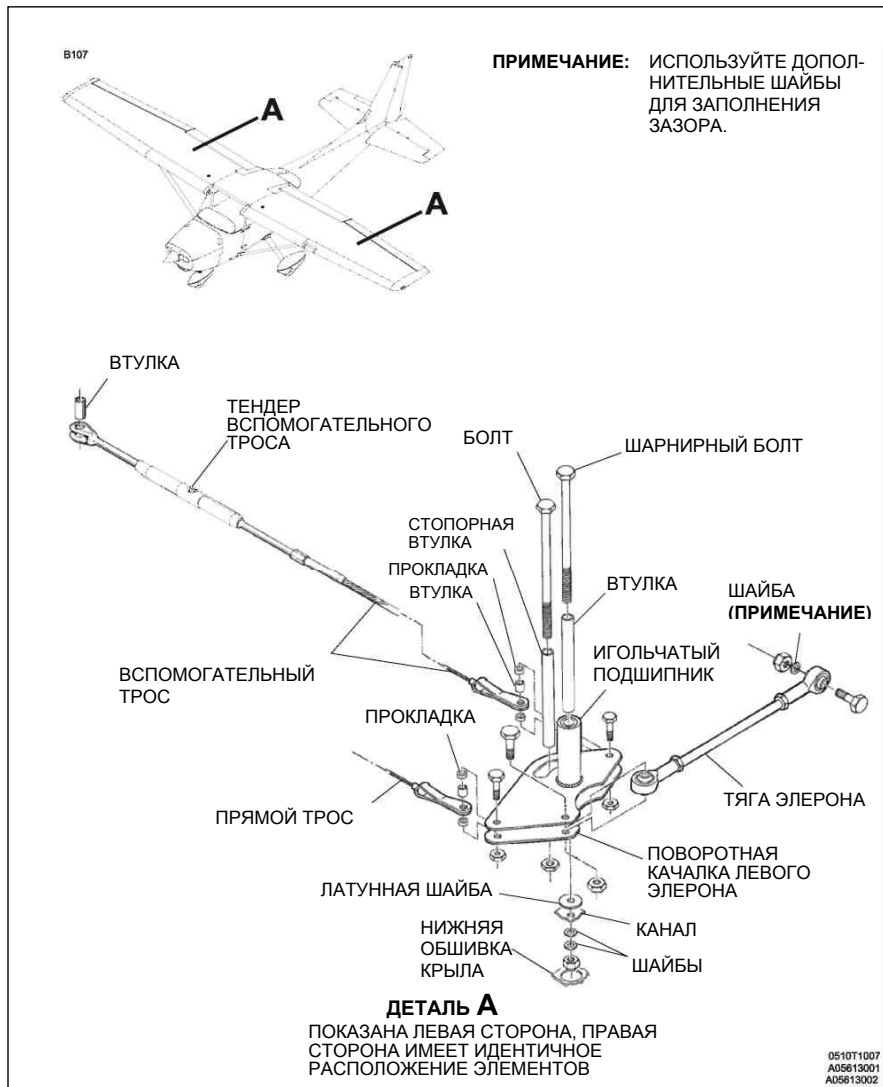 B107
ПРИМЕЧАНИЕ: ИСПОЛЬЗУЙТЕ ДОПОЛ-
НИТЕЛЬНЫЕ ШАЙБЫ
ДЛЯ ЗАПОЛНЕНИЯ
ЗАЗОРА.
A
A
ВТУЛКА
ТЕНДЕР
ВСПОМОГАТЕЛЬНОГО
ТРОСА
БОЛТ
ШАРНИРНЫЙ БОЛТ
СТОПОРНАЯ
ВТУЛКА
ПРОКЛАДКА
ВТУЛКА
ВТУЛКА
ШАЙБА
(ПРИМЕЧАНИЕ)
ИГОЛЬЧАТЫЙ
ПОДШИПНИК
ВСПОМОГАТЕЛЬНЫЙ
ТРОС
ПРОКЛАДКА
ПРЯМОЙ ТРОС
ТЯГА ЭЛЕРОНА
ПОВОРОТНАЯ
КАЧАЛКА ЛЕВОГО
ЭЛЕРОНА
ЛАТУННАЯ ШАЙБА
КАНАЛ
НИЖНЯЯ
ОБШИВКА
КРЫЛА
ШАЙБЫ
ДЕТАЛЬ A
ПОКАЗАНА ЛЕВАЯ СТОРОНА, ПРАВАЯ
СТОРОНА ИМЕЕТ ИДЕНТИЧНОЕ
РАСПОЛОЖЕНИЕ ЭЛЕМЕНТОВ
0510T1007
A05613001
A05613002